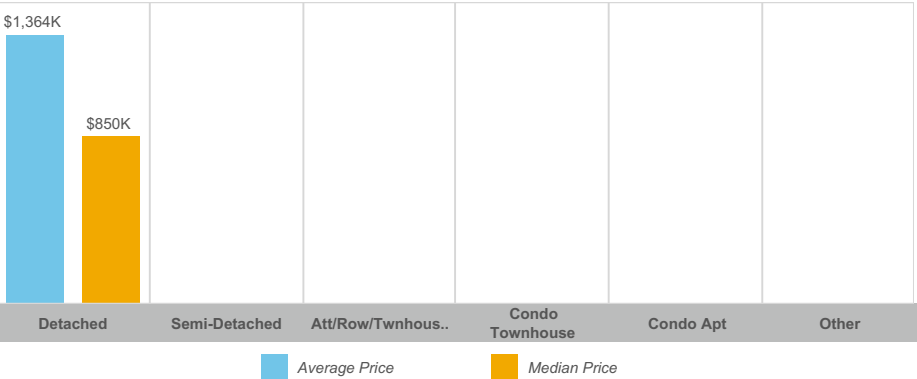 $1,364K
$850K
Detached
Semi-Detached
Att/Row/Twnhous..
Condo
Townhouse
Condo Apt
Other
Average Price
Median Price